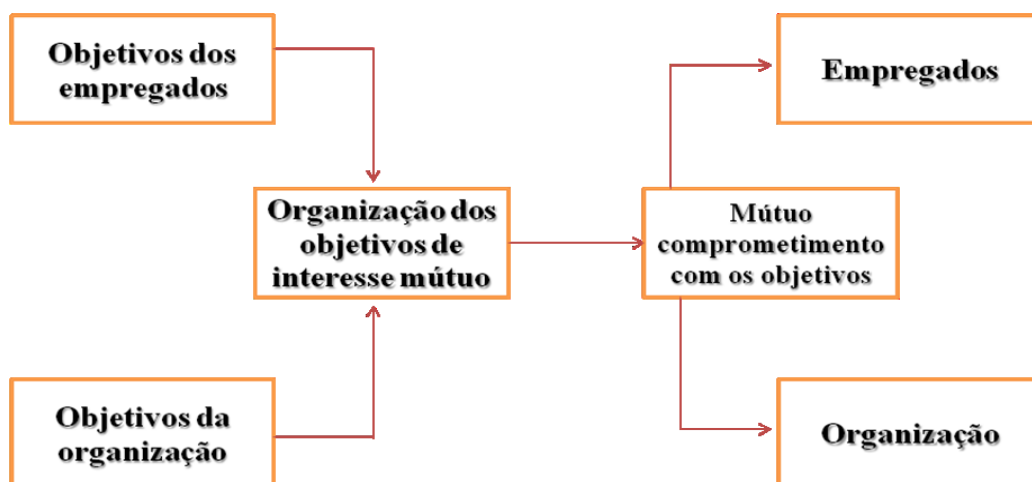 Objetivos dos
empregados
Empregados
Organização dos
objetivos de
interesse mútuo
Mútuo
comprometimento
com os objetivos
Objetivos da
organização
Organização